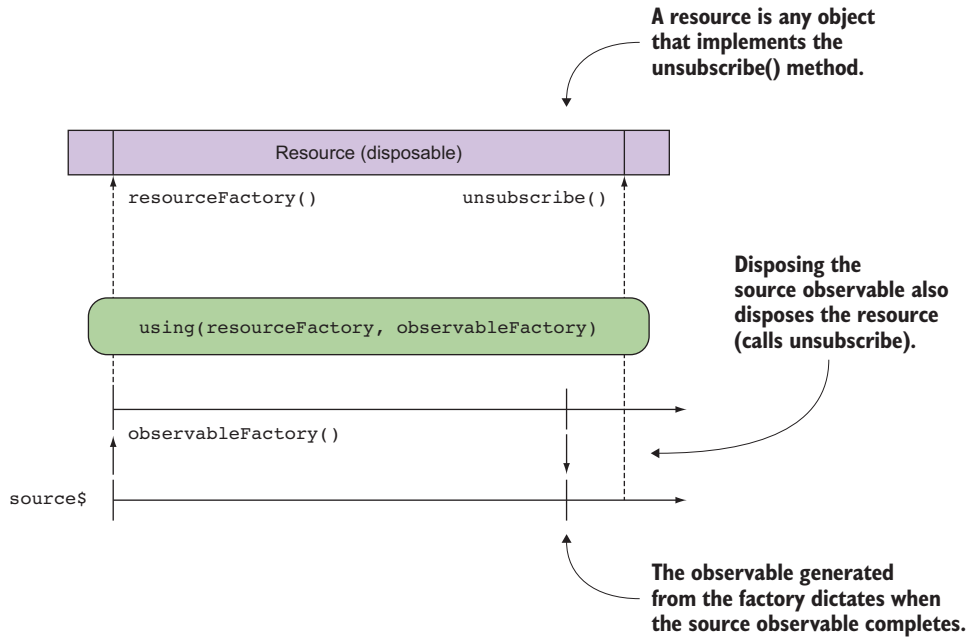 A resource is any object
that implements the
unsubscribe() method.
Resource (disposable)
resourceFactory()
unsubscribe()
Disposing the
source observable also
disposes the resource
(calls unsubscribe).
using(resourceFactory, observableFactory)
observableFactory()
source$
The observable generated
from the factory dictates when
the source observable completes.